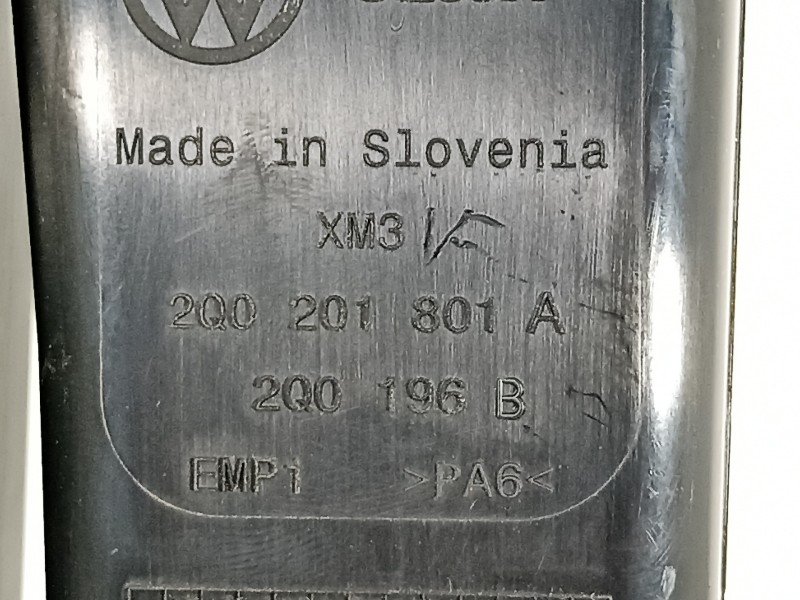 Made in Slovenia
XM3
2Q0 201 801 A
2Q0 196 B
EMP1 >PA6<